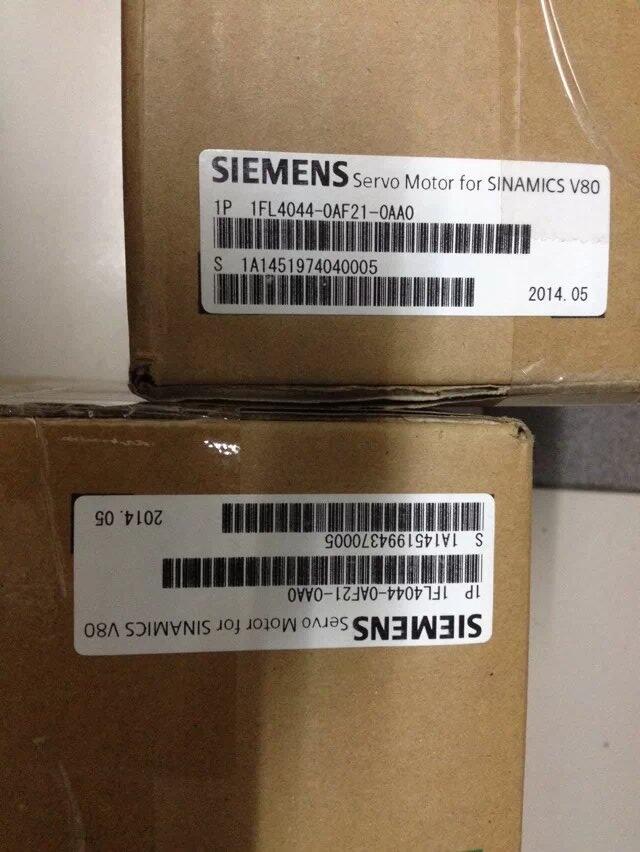 SIEMENS Servo Motor for SINAMICS V80
1P 1FL4044-0AF21-0AA0
S 1A1451974040005
2014.05
SIEMENS Servo Motor for SINAMICS V80
1P 1FL4044-0AF21-0AA0
S 1A1451994370005
2014.05